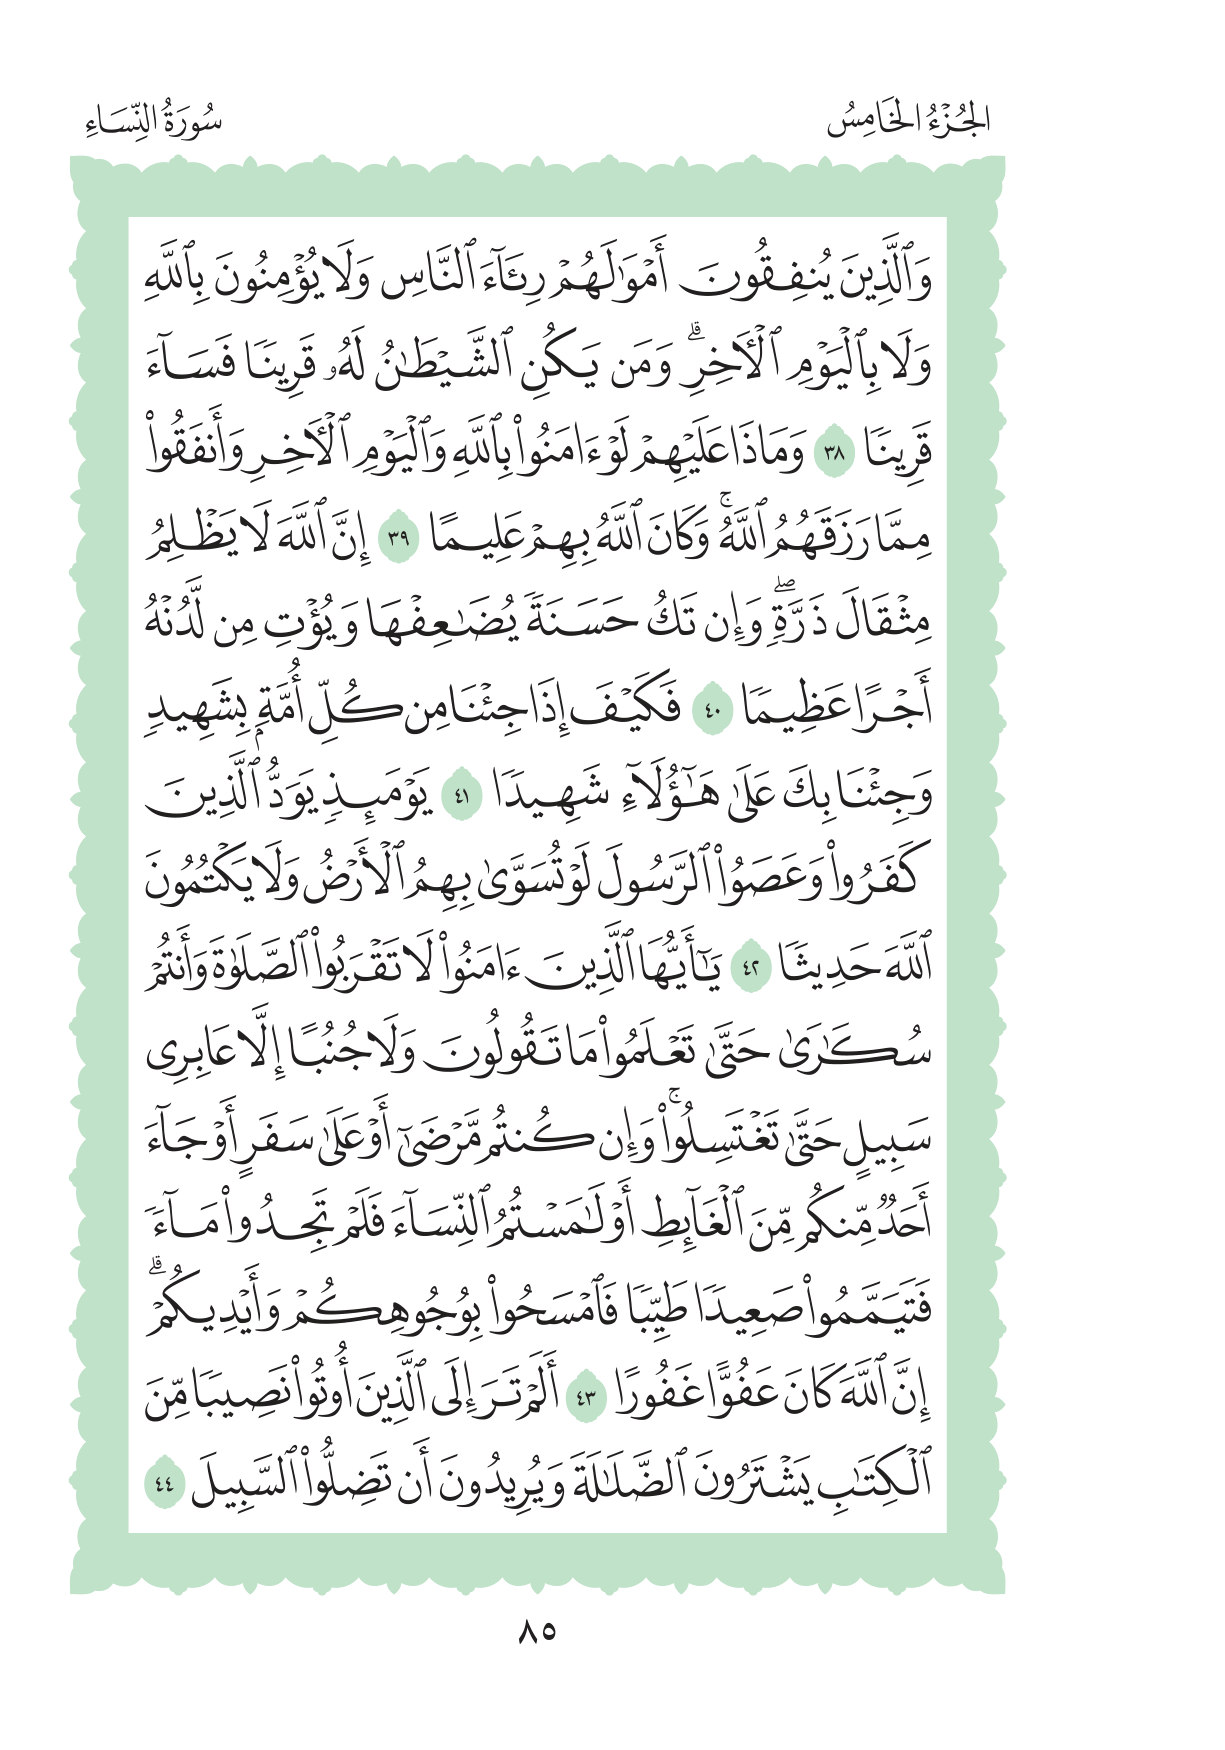 الجُزْءُ الخَامِسُ
سُورَةُ النِّسَاءِ
وَٱلَّذِينَ يُنفِقُونَ أَمْوَٰلَهُمْ رِئَآءَ ٱلنَّاسِ وَلَا يُؤْمِنُونَ بِٱللَّهِ
وَلَا بِٱلْيَوْمِ ٱلْـَٔاخِرِۗ وَمَن يَكُنِ ٱلشَّيْطَـٰنُ لَهُۥ قَرِينًا فَسَآءَ
قَرِينًا ٣٨ وَمَاذَا عَلَيْهِمْ لَوْ ءَامَنُوا۟ بِٱللَّهِ وَٱلْيَوْمِ ٱلْـَٔاخِرِ وَأَنفَقُوا۟
مِمَّا رَزَقَهُمُ ٱللَّهُۚ وَكَانَ ٱللَّهُ بِهِمْ عَلِيمًا ٣٩ إِنَّ ٱللَّهَ لَا يَظْلِمُ
مِثْقَالَ ذَرَّةٍۖ وَإِن تَكُ حَسَنَةً يُضَـٰعِفْهَا وَيُؤْتِ مِن لَّدُنْهُ
أَجْرًا عَظِيمًا ٤٠ فَكَيْفَ إِذَا جِئْنَا مِن كُلِّ أُمَّةٍۭ بِشَهِيدٍ
وَجِئْنَا بِكَ عَلَىٰ هَـٰٓؤُلَآءِ شَهِيدًا ٤١ يَوْمَئِذٍ يَوَدُّ ٱلَّذِينَ
كَفَرُوا۟ وَعَصَوُا۟ ٱلرَّسُولَ لَوْ تُسَوَّىٰ بِهِمُ ٱلْأَرْضُ وَلَا يَكْتُمُونَ
ٱللَّهَ حَدِيثًا ٤٢ يَـٰٓأَيُّهَا ٱلَّذِينَ ءَامَنُوا۟ لَا تَقْرَبُوا۟ ٱلصَّلَوٰةَ وَأَنتُمْ
سُكَـٰرَىٰ حَتَّىٰ تَعْلَمُوا۟ مَا تَقُولُونَ وَلَا جُنُبًا إِلَّا عَابِرِى
سَبِيلٍ حَتَّىٰ تَغْتَسِلُوا۟ۚ وَإِن كُنتُم مَّرْضَىٰٓ أَوْ عَلَىٰ سَفَرٍ أَوْ جَآءَ
أَحَدٌ مِّنكُم مِّنَ ٱلْغَآئِطِ أَوْ لَـٰمَسْتُمُ ٱلنِّسَآءَ فَلَمْ تَجِدُوا۟ مَآءً
فَتَيَمَّمُوا۟ صَعِيدًا طَيِّبًا فَٱمْسَحُوا۟ بِوُجُوهِكُمْ وَأَيْدِيكُمْۗ
إِنَّ ٱللَّهَ كَانَ عَفُوًّا غَفُورًا ٤٣ أَلَمْ تَرَ إِلَى ٱلَّذِينَ أُوتُوا۟ نَصِيبًا مِّنَ
ٱلْكِتَـٰبِ يَشْتَرُونَ ٱلضَّلَـٰلَةَ وَيُرِيدُونَ أَن تَضِلُّوا۟ ٱلسَّبِيلَ ٤٤
٨٥